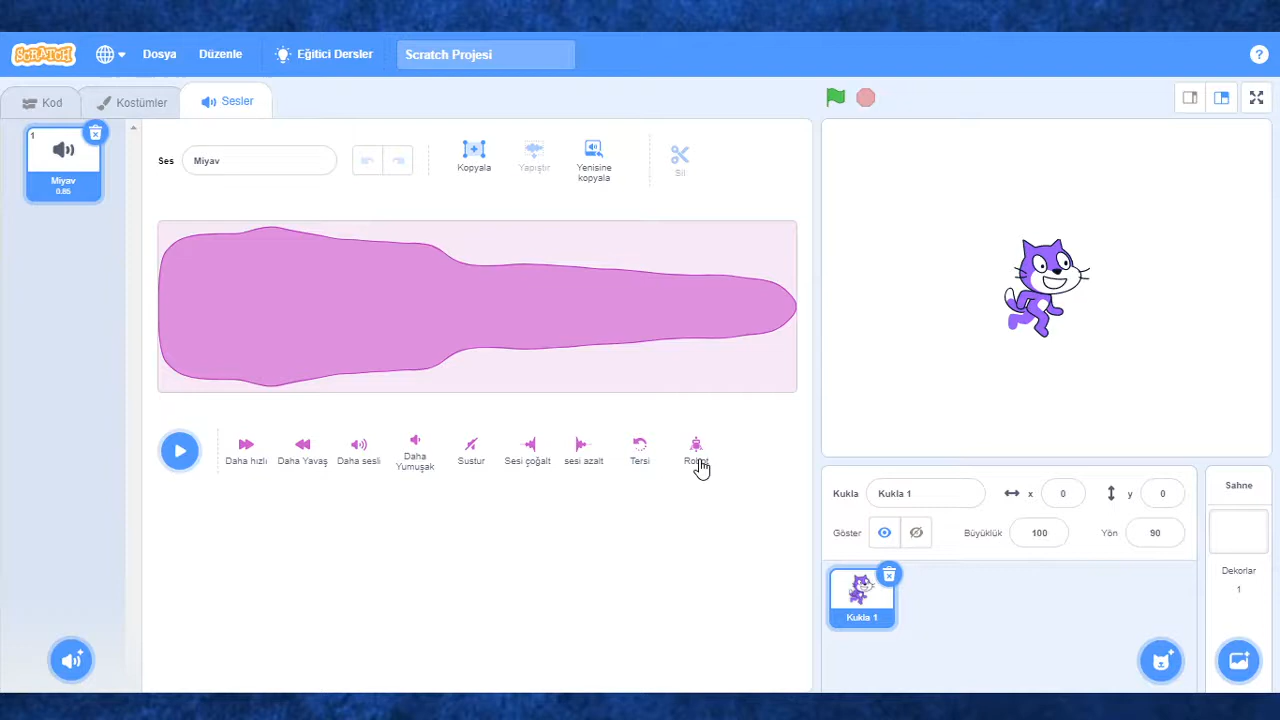 SCRATCH
Dosya
Düzenle
Eğitici Dersler
Scratch Projesi
?
Kod
Kostümler
Sesler
1
Miyav
0.85
Ses
Miyav
Kopyala
Yapıştır
Yenisine
kopyala
Sil
Daha hızlı
Daha Yavaş
Daha sesli
Daha
Yumuşak
Sustur
Sesi çoğalt
sesi azalt
Tersi
Robot
Kukla
Kukla 1
x
0
y
0
Göster
Büyüklük
100
Yön
90
Kukla 1
Sahne
Dekorlar
1